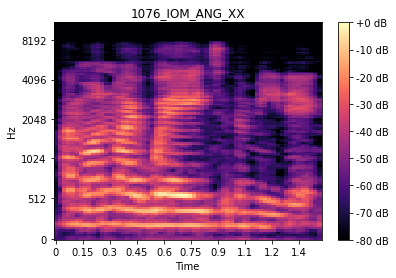 1076_IOM_ANG_XX
Hz
8192
4096
2048
1024
512
0
0 0.15 0.3 0.45 0.6 0.75 0.9 1 1.2 1.4
Time
+0 dB
-10 dB
-20 dB
-30 dB
-40 dB
-50 dB
-60 dB
-70 dB
-80 dB